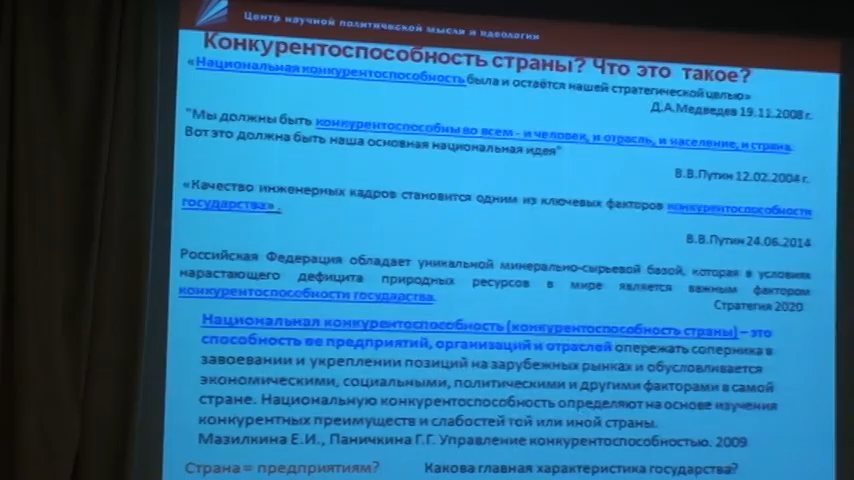 Центр научной политической мысли и идеологии
Конкурентоспособность страны? Что это такое?
«Национальная конкурентоспособность была и остаётся нашей стратегической целью»
Д.А.Медведев 19.11.2008 г.
"Мы должны быть конкурентоспособны во всем - и человек, и отрасль, и население, и страна.
Вот это должна быть наша основная национальная идея"
В.В.Путин 12.02.2004 г.
«Качество инженерных кадров становится одним из ключевых факторов конкурентоспособности
государства» .
В.В.Путин 24.06.2014
Российская Федерация обладает уникальной минерально-сырьевой базой, которая в условиях
нарастающего дефицита природных ресурсов в мире является важным фактором
конкурентоспособности государства.
Стратегия 2020
Национальная конкурентоспособность (конкурентоспособность страны) – это
способность ее предприятий, организаций и отраслей опережать соперника в
завоевании и укреплении позиций на зарубежных рынках и обусловливается
экономическими, социальными, политическими и другими факторами в самой
стране. Национальную конкурентоспособность определяют на основе изучения
конкурентных преимуществ и слабостей той или иной страны.
Мазилкина Е.И., Паничкина Г.Г. Управление конкурентоспособностью. 2009
Страна = предприятиям? Какова главная характеристика государства?